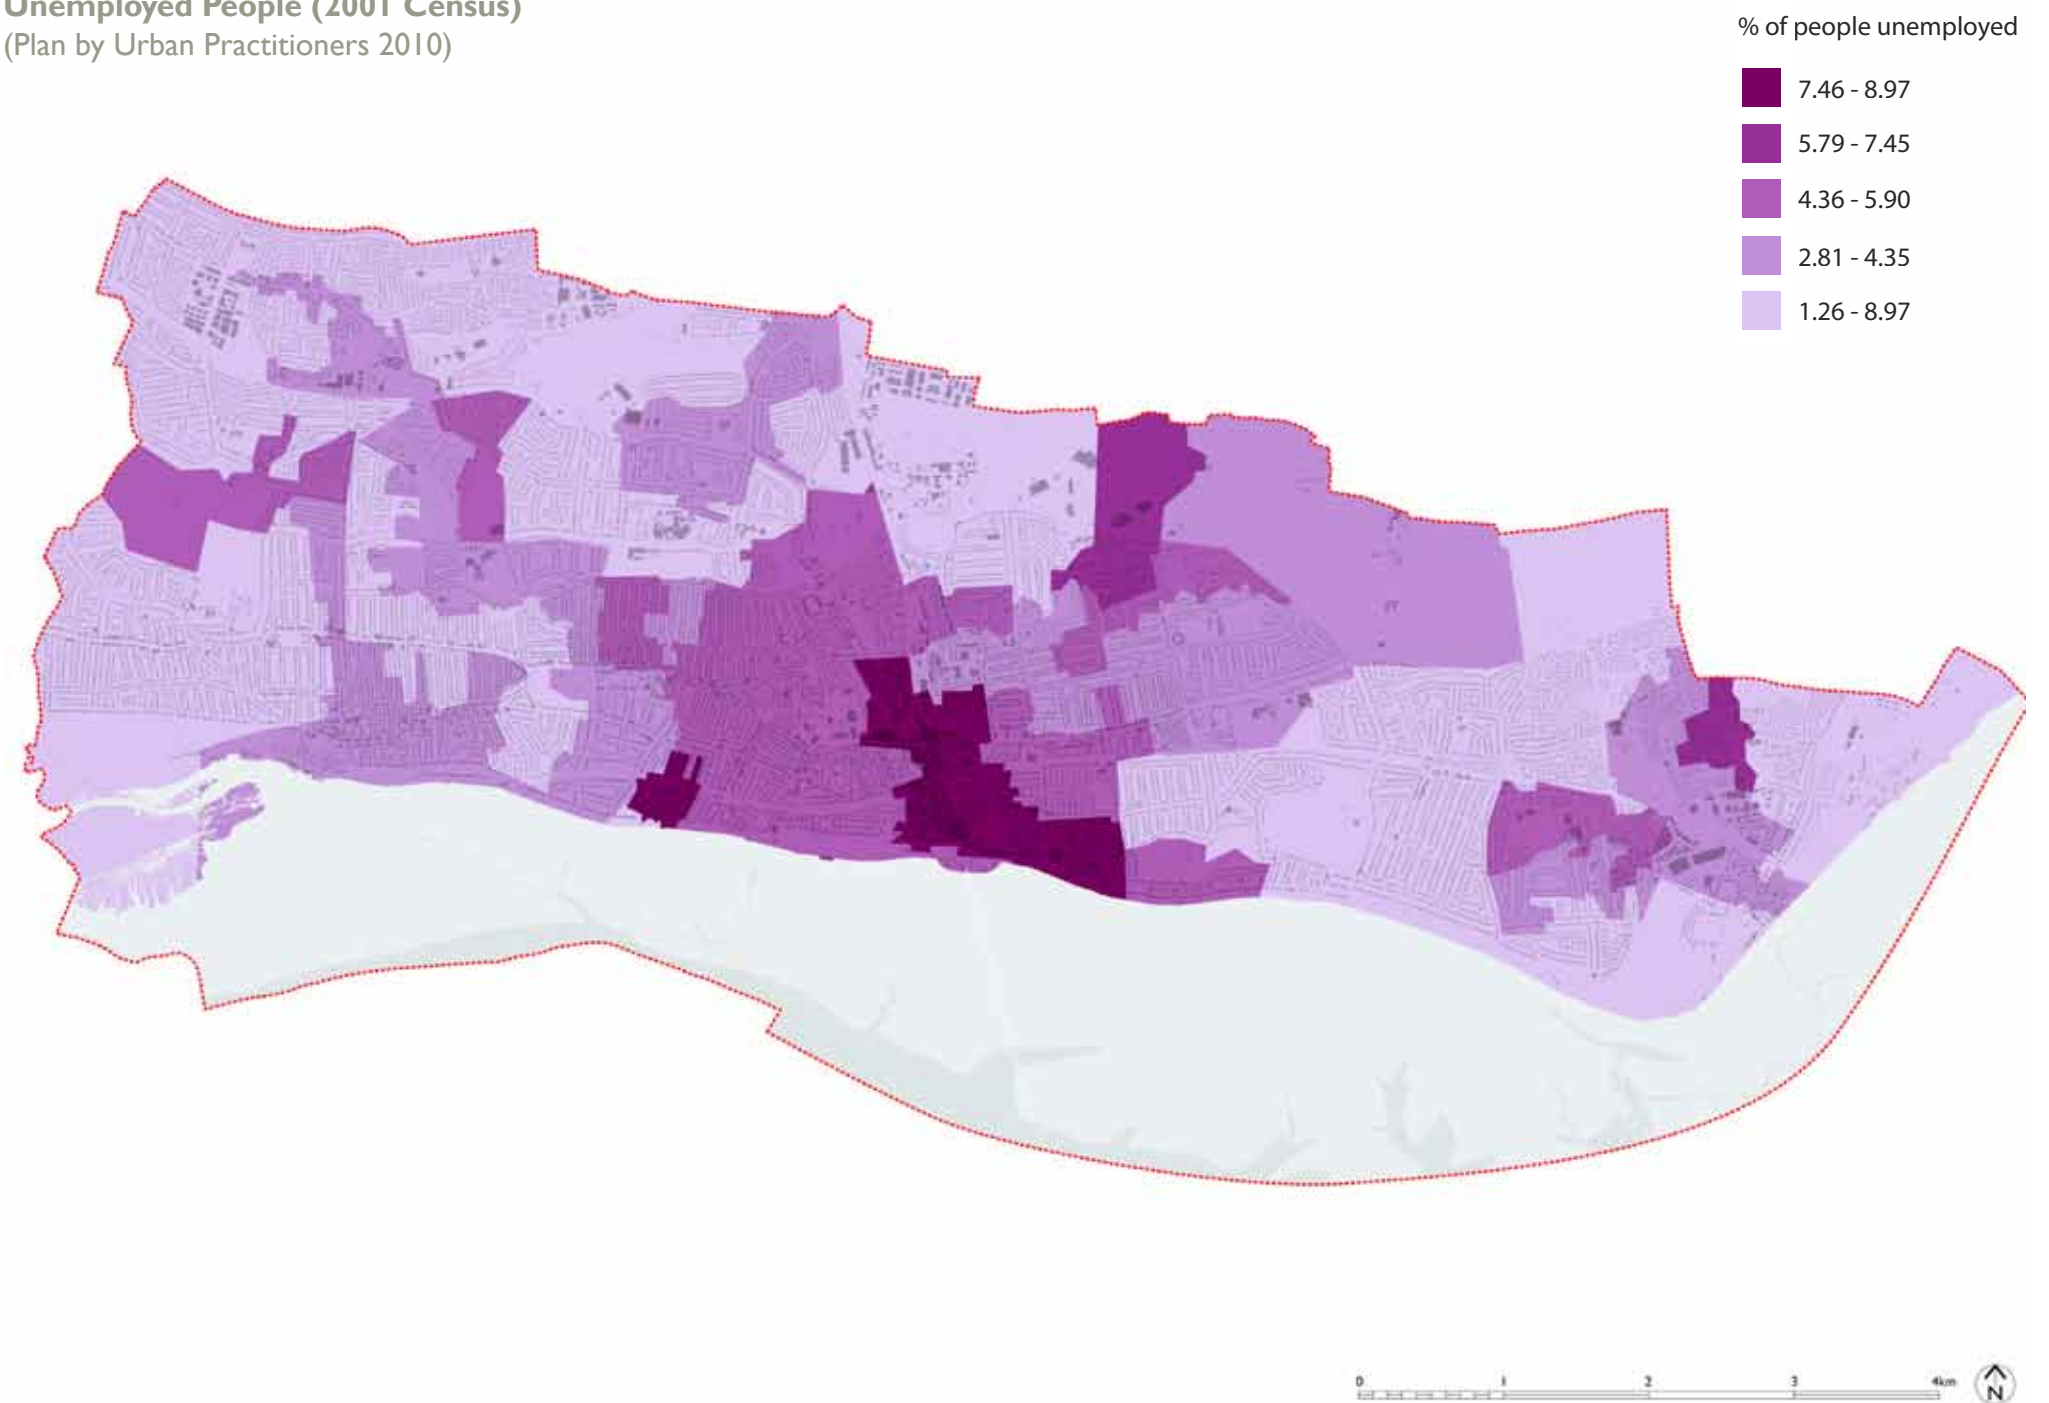 Unemployed People (2001 Census)
(Plan by Urban Practitioners 2010)
% of people unemployed
7.46 - 8.97
5.79 - 7.45
4.36 - 5.90
2.81 - 4.35
1.26 - 8.97
0 1 2 3 4km
N